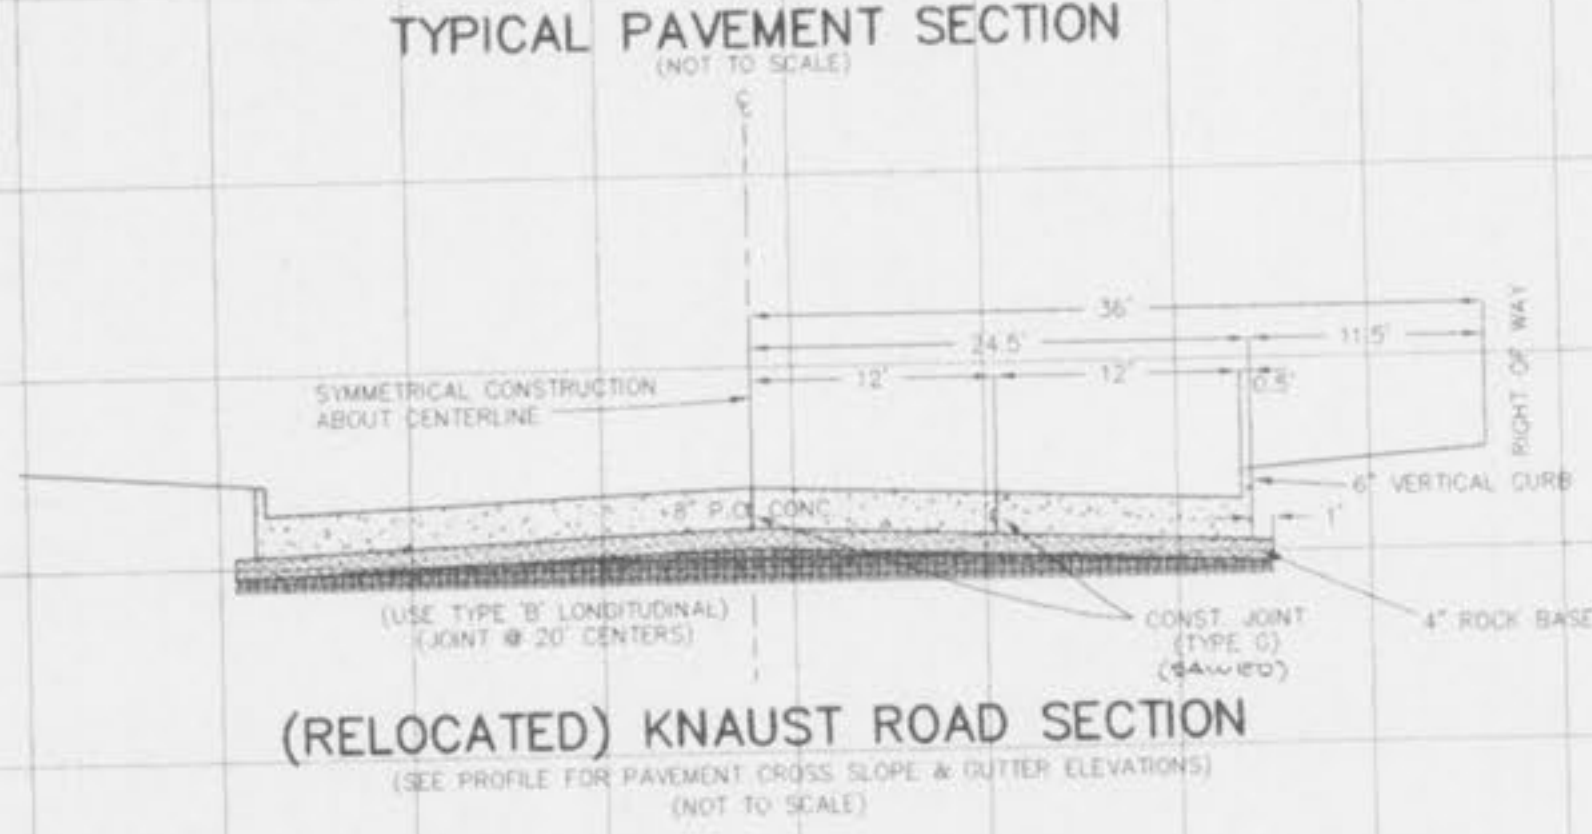 TYPICAL PAVEMENT SECTION
(NOT TO SCALE)
℄
36'
24.5'
11.5'
12'
12'
0.5'
RIGHT OF WAY
SYMMETRICAL CONSTRUCTION
ABOUT CENTERLINE
6" VERTICAL CURB
8" P.C. CONC
1'
(USE TYPE 'B' LONGITUDINAL)
(JOINT @ 20' CENTERS)
CONST. JOINT
(TYPE C)
(SAWED)
4" ROCK BASE
(RELOCATED) KNAUST ROAD SECTION
(SEE PROFILE FOR PAVEMENT CROSS SLOPE & GUTTER ELEVATIONS)
(NOT TO SCALE)